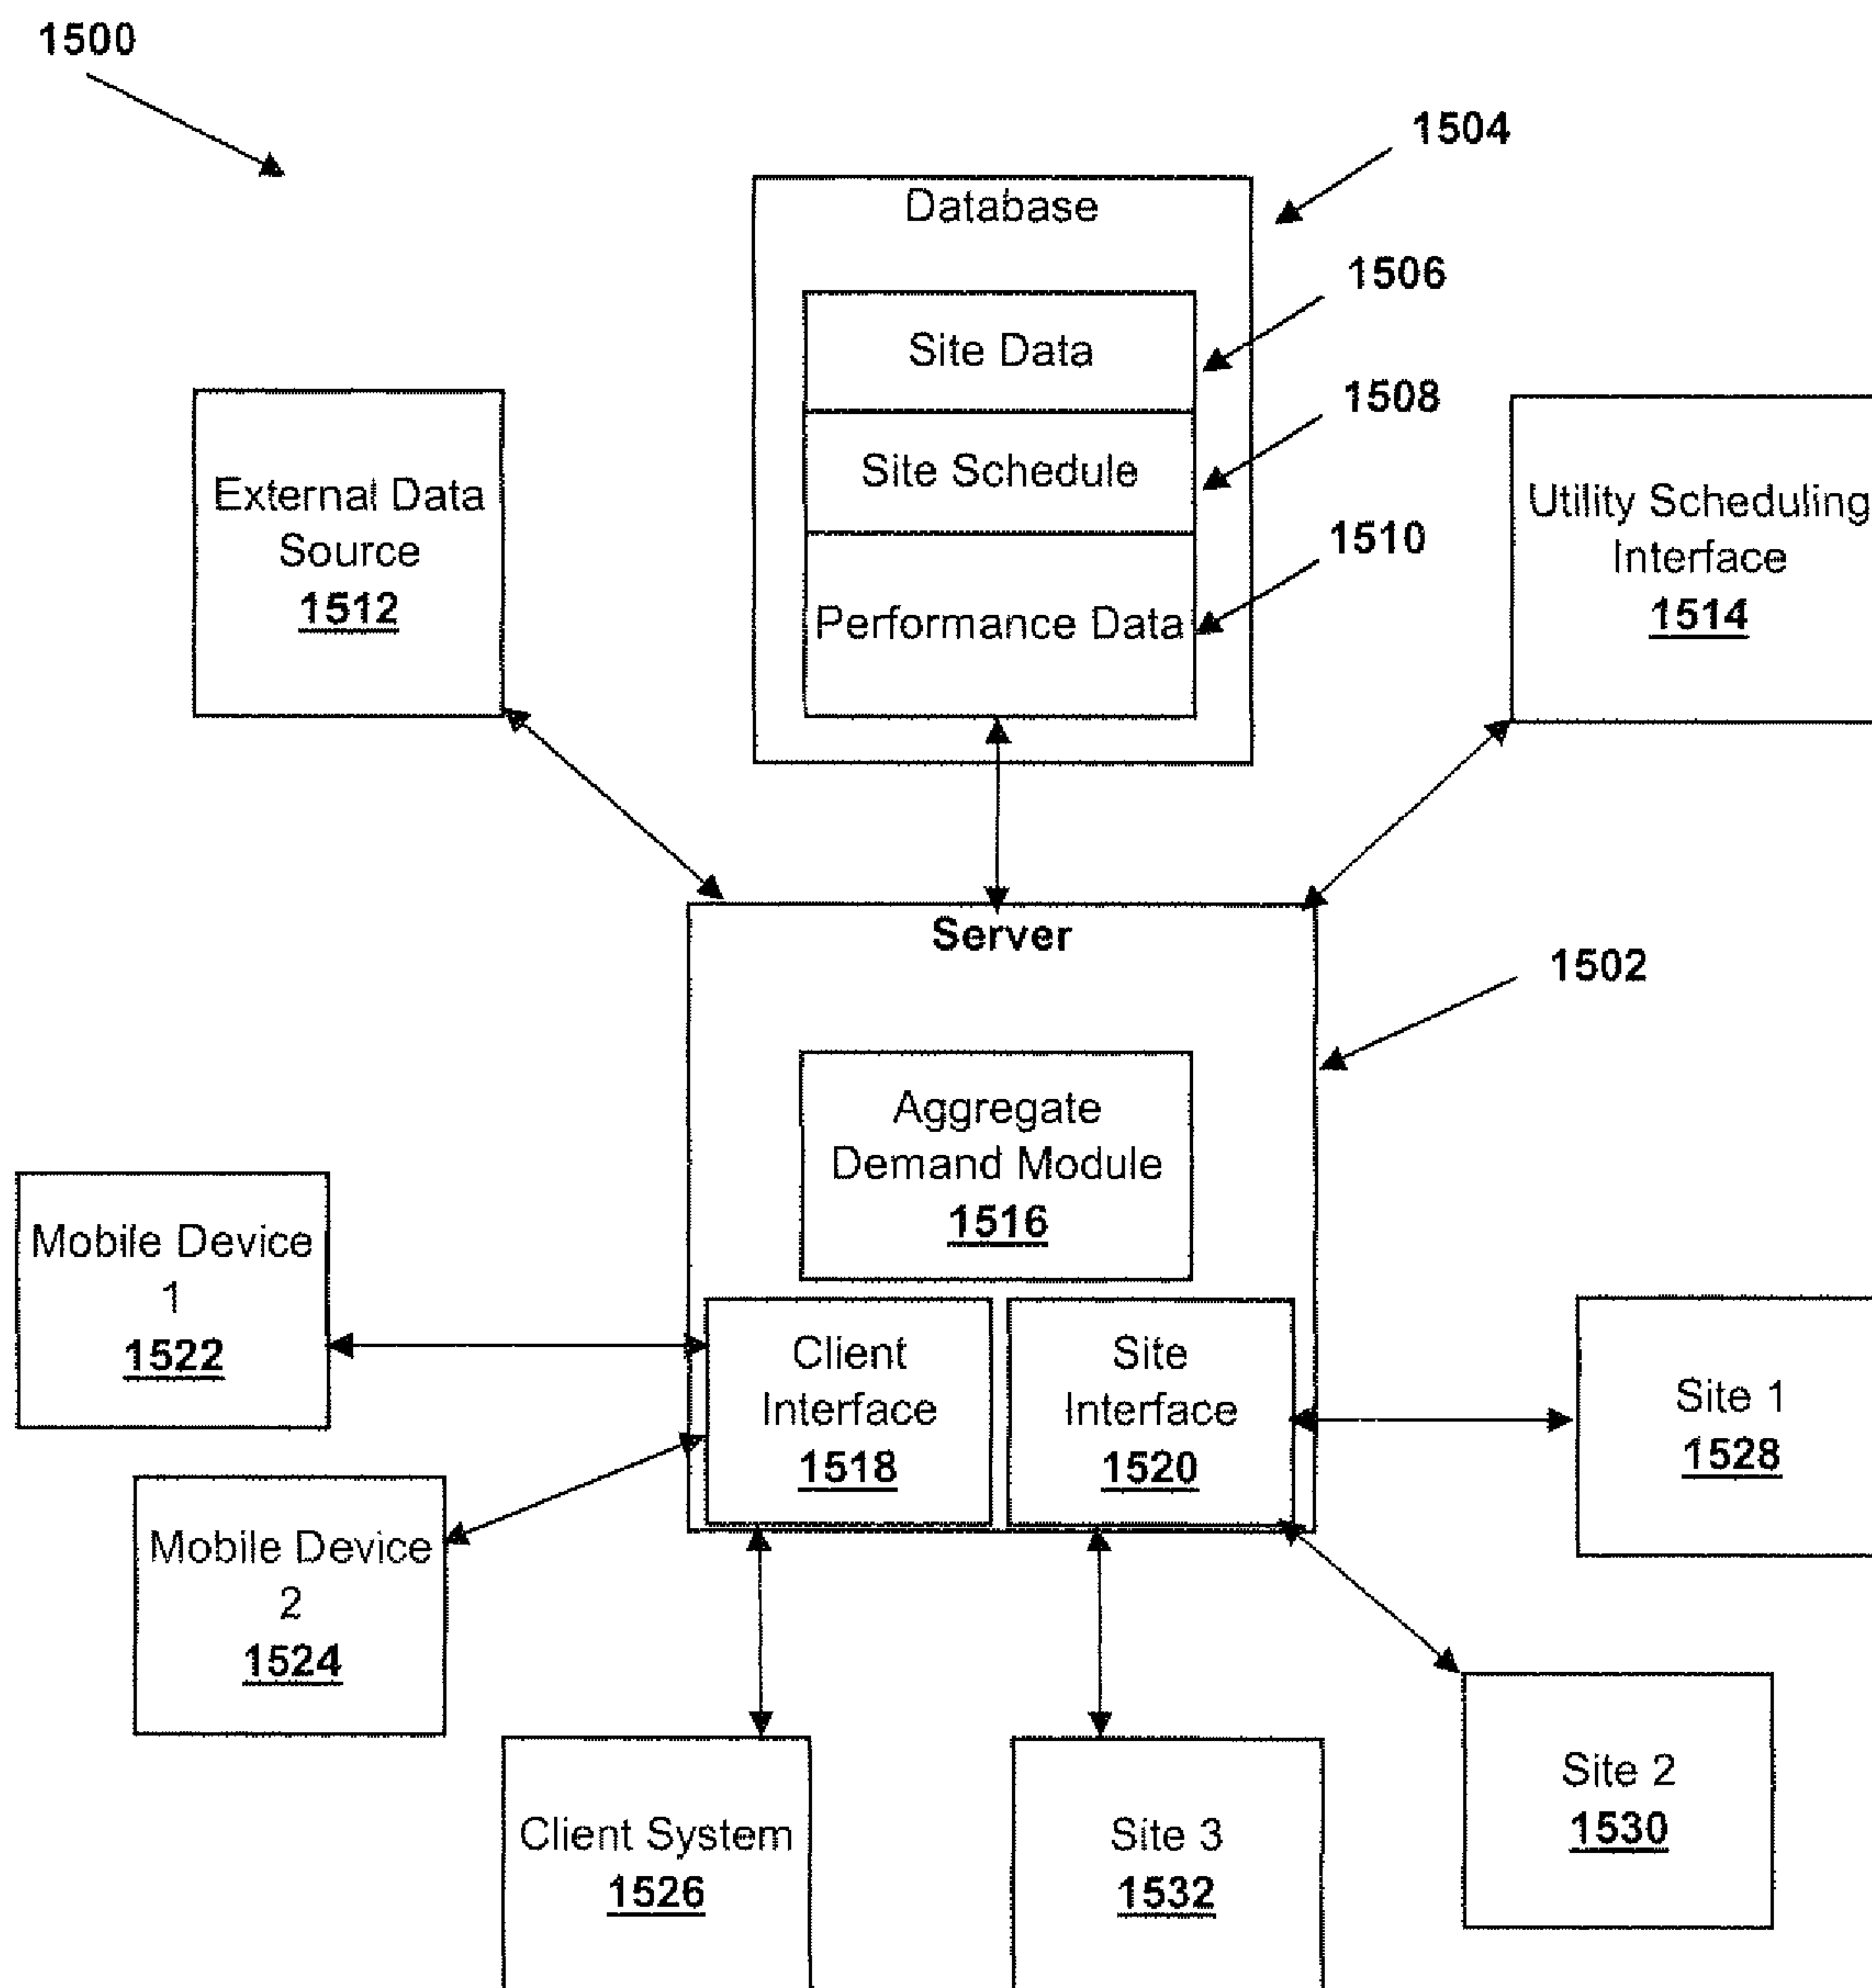 1500
1504
Database
1506
Site Data
1508
Site Schedule
1510
Performance Data
External Data
Source
1512
Utility Scheduling
Interface
1514
Server
1502
Aggregate
Demand Module
1516
Mobile Device
1
1522
Client
Interface
1518
Site
Interface
1520
Site 1
1528
Mobile Device
2
1524
Site 2
1530
Client System
1526
Site 3
1532